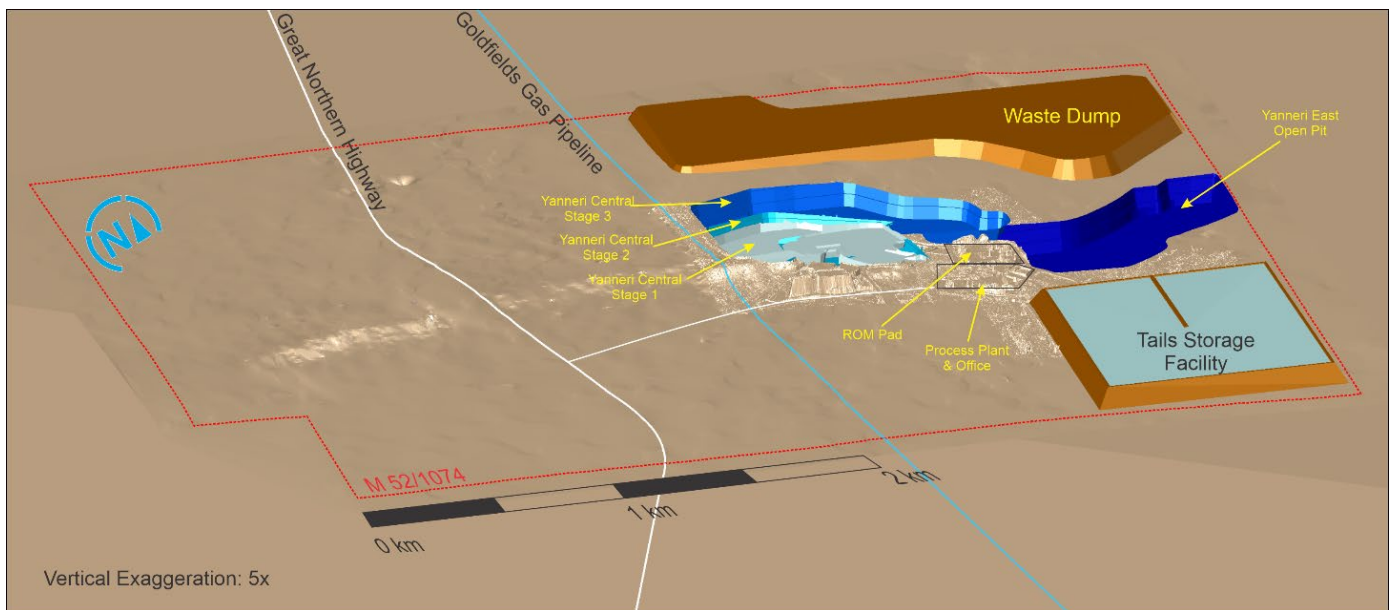 Great Northern Highway
Goldfields Gas Pipeline
Waste Dump
Yanneri East
Open Pit
Yanneri Central
Stage 3
Yanneri Central
Stage 2
Yanneri Central
Stage 1
N
ROM Pad
Process Plant
& Office
Tails Storage
Facility
M 52/1074
0 km
1 km
2 km
Vertical Exaggeration: 5x